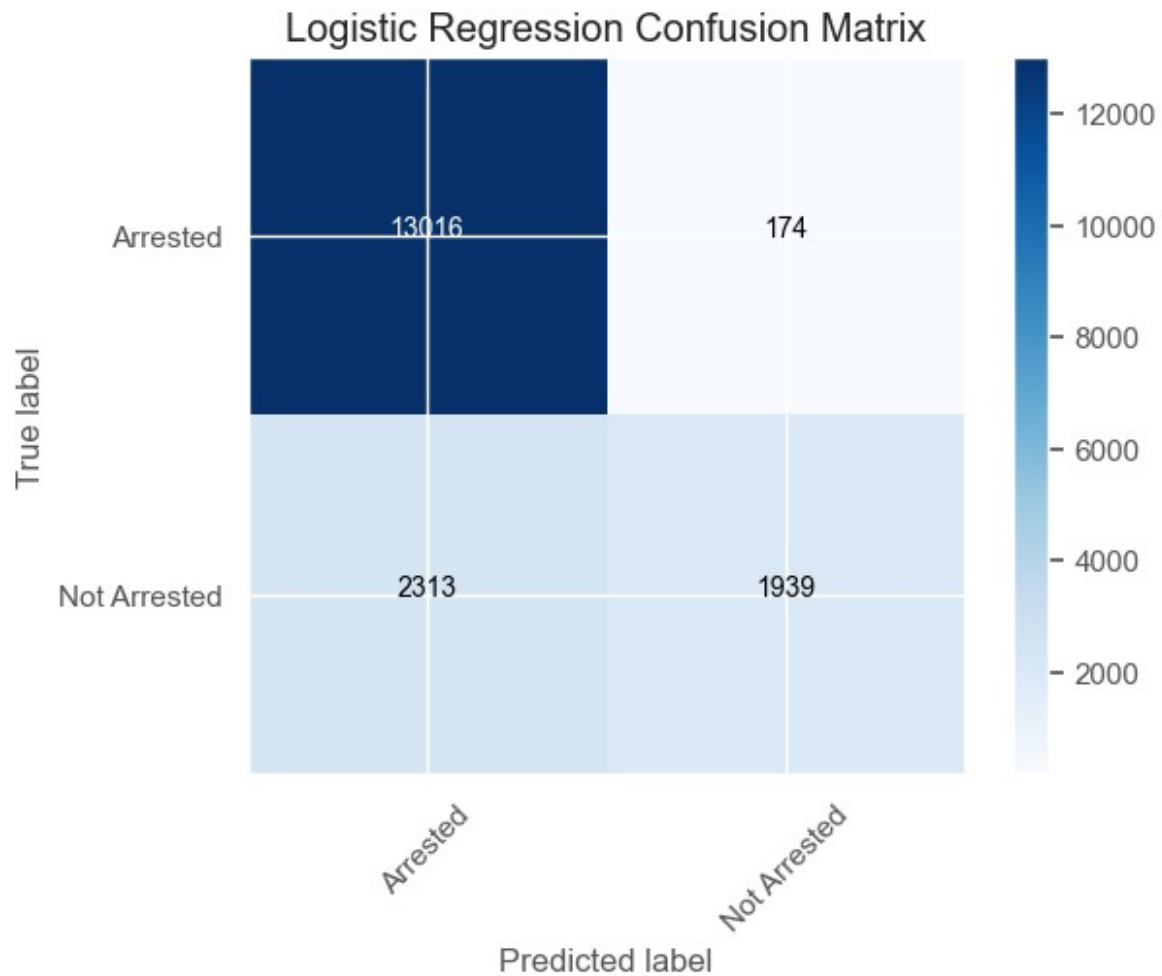 Logistic Regression Confusion Matrix
True label
Arrested
13016
174
Not Arrested
2313
1939
Arrested
Not Arrested
Predicted label
12000
10000
8000
6000
4000
2000